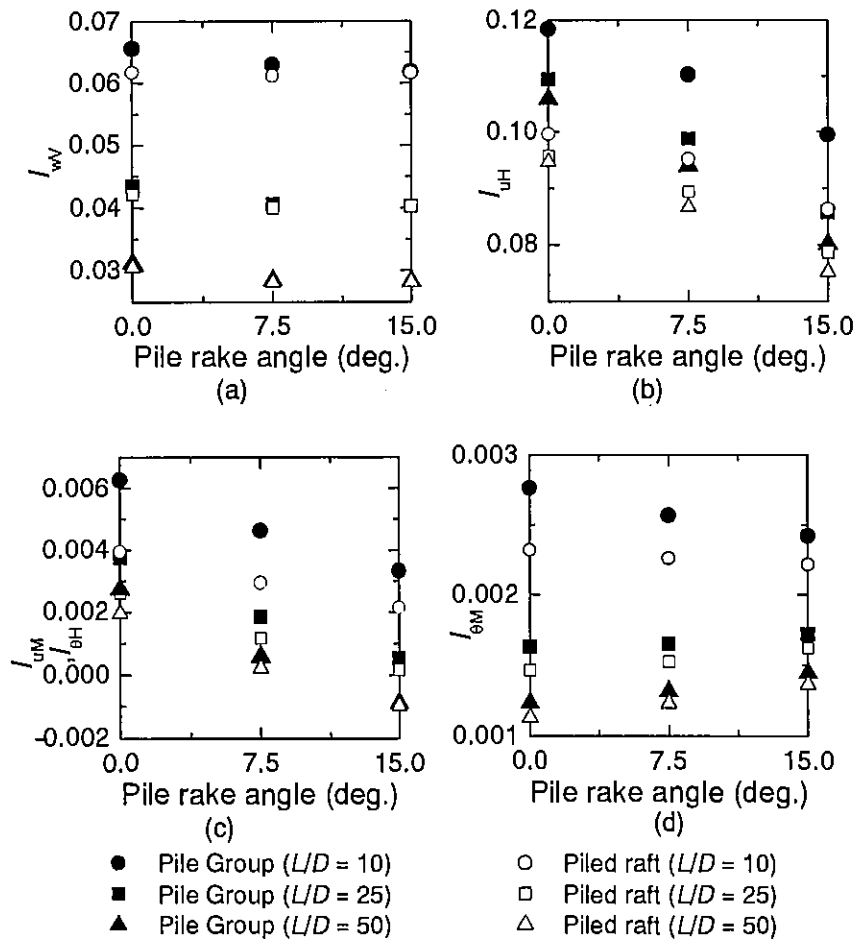 0.07
0.06
0.05
0.04
0.03
I_wV
0.0 7.5 15.0
Pile rake angle (deg.)
(a)
0.12
0.10
0.08
I_uH
0.0 7.5 15.0
Pile rake angle (deg.)
(b)
0.006
0.004
0.002
0.000
-0.002
I_uM, I_θH
0.0 7.5 15.0
Pile rake angle (deg.)
(c)
0.003
0.002
0.001
I_θM
0.0 7.5 15.0
Pile rake angle (deg.)
(d)
Pile Group (L/D = 10)
Pile Group (L/D = 25)
Pile Group (L/D = 50)
Piled raft (L/D = 10)
Piled raft (L/D = 25)
Piled raft (L/D = 50)